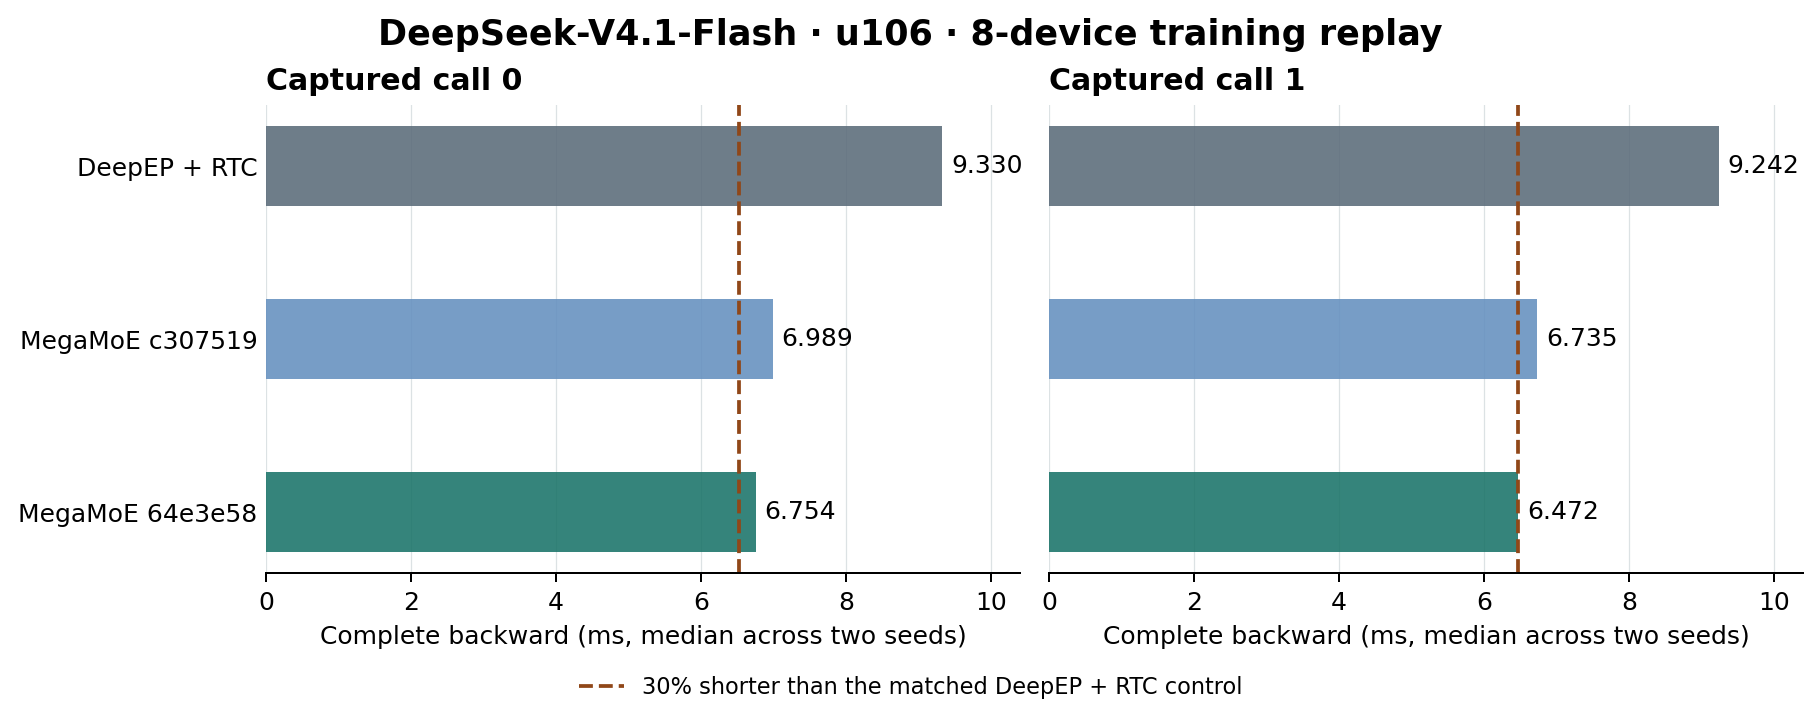 DeepSeek-V4.1-Flash · u106 · 8-device training replay
Captured call 0
DeepEP + RTC
9.330
MegaMoE c307519
6.989
MegaMoE 64e3e58
6.754
0 2 4 6 8 10
Complete backward (ms, median across two seeds)
Captured call 1
9.242
6.735
6.472
0 2 4 6 8 10
Complete backward (ms, median across two seeds)
30% shorter than the matched DeepEP + RTC control